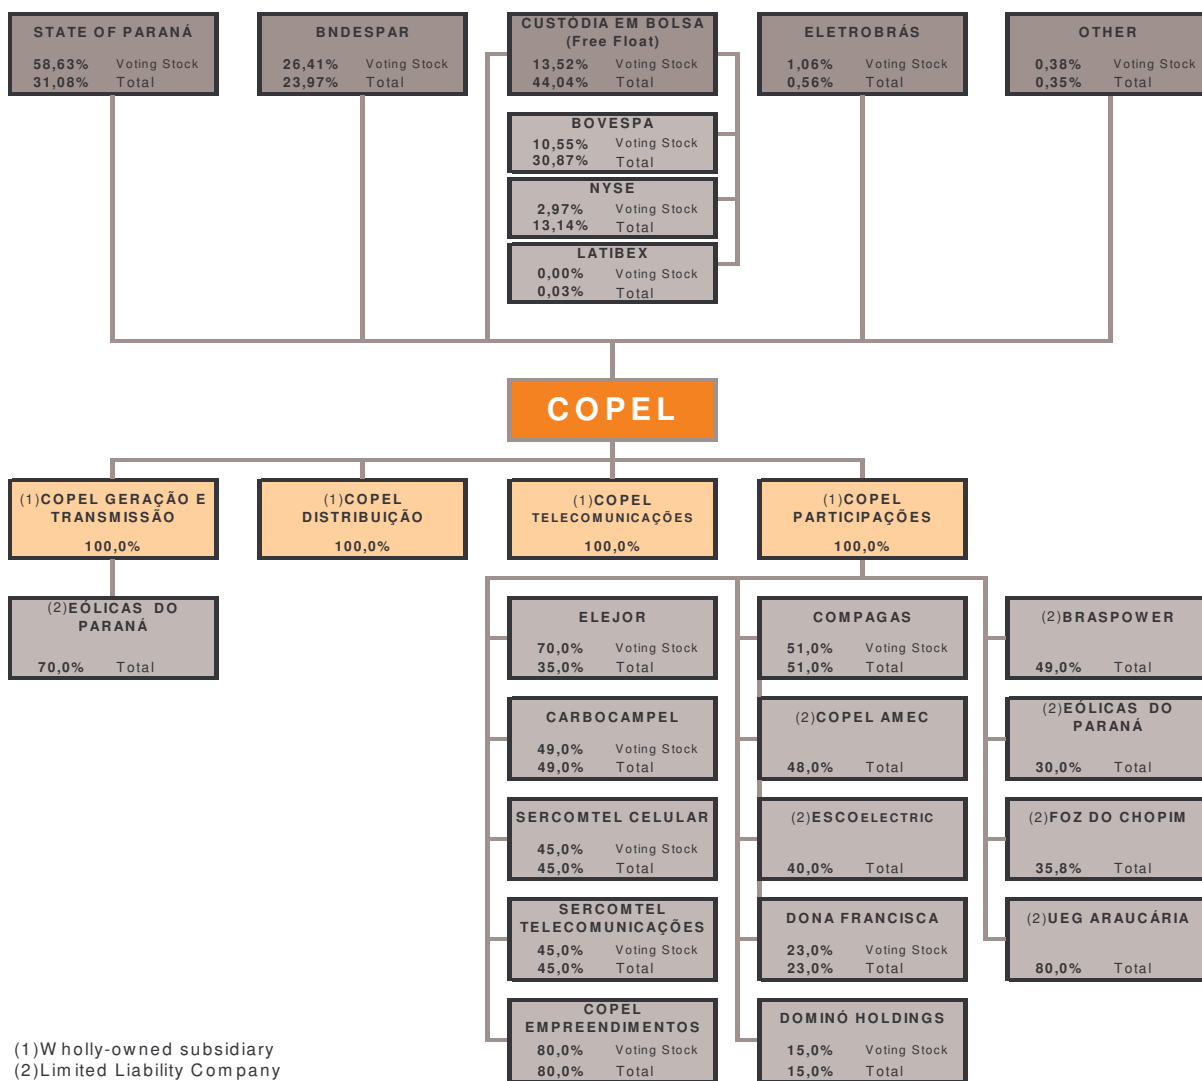 STATE OF PARANÁ
58,63% Voting Stock
31,08% Total
BNDESPAR
26,41% Voting Stock
23,97% Total
CUSTÓDIA EM BOLSA
(Free Float)
13,52% Voting Stock
44,04% Total
ELETROBRÁS
1,06% Voting Stock
0,56% Total
OTHER
0,38% Voting Stock
0,35% Total
BOVESPA
10,55% Voting Stock
30,87% Total
NYSE
2,97% Voting Stock
13,14% Total
LATIBEX
0,00% Voting Stock
0,03% Total
COPEL
(1)COPEL GERAÇÃO E
TRANSMISSÃO
100,0%
(1)COPEL
DISTRIBUIÇÃO
100,0%
(1)COPEL
TELECOMUNICAÇÕES
100,0%
(1)COPEL
PARTICIPAÇÕES
100,0%
(2)EÓLICAS DO
PARANÁ
70,0% Total
ELEJOR
70,0% Voting Stock
35,0% Total
COMPAGAS
51,0% Voting Stock
51,0% Total
(2)BRASPOWER
49,0% Total
CARBOCAMPEL
49,0% Voting Stock
49,0% Total
(2)COPEL AMEC
48,0% Total
(2)EÓLICAS DO
PARANÁ
30,0% Total
SERCOMTEL CELULAR
45,0% Voting Stock
45,0% Total
(2)ESCOELECTRIC
40,0% Total
(2)FOZ DO CHOPIM
35,8% Total
SERCOMTEL
TELECOMUNICAÇÕES
45,0% Voting Stock
45,0% Total
DONA FRANCISCA
23,0% Voting Stock
23,0% Total
(2)UEG ARAUCÁRIA
80,0% Total
COPEL
EMPREENDIMENTOS
80,0% Voting Stock
80,0% Total
DOMINÓ HOLDINGS
15,0% Voting Stock
15,0% Total
(1)Wholly-owned subsidiary
(2)Limited Liability Company